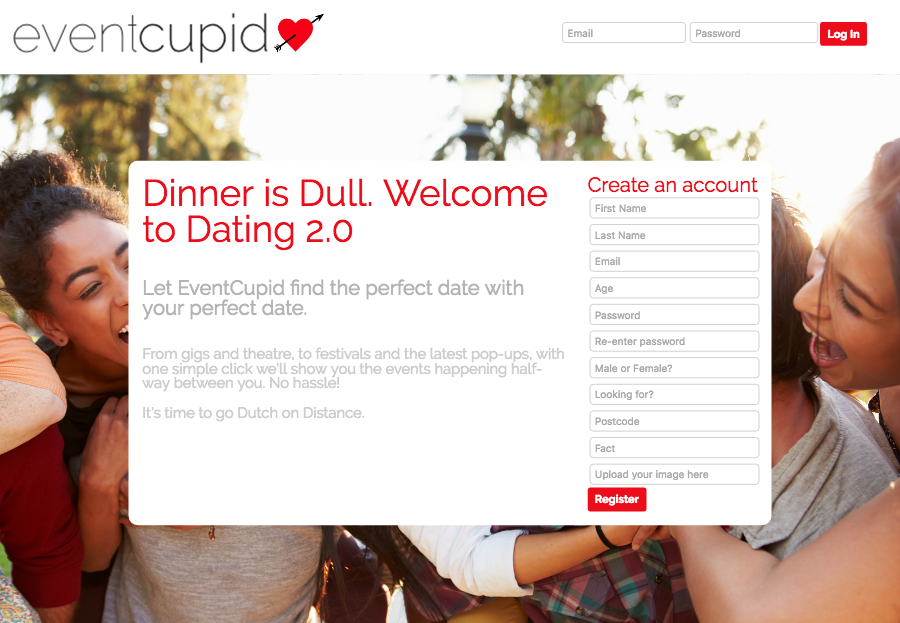 eventcupid
Email
Password
Log In
Dinner is Dull. Welcome
to Dating 2.0
Let EventCupid find the perfect date with
your perfect date.
From gigs and theatre, to festivals and the latest pop-ups, with
one simple click we'll show you the events happening half-
way between you. No hassle!
It's time to go Dutch on Distance.
Create an account
First Name
Last Name
Email
Age
Password
Re-enter password
Male or Female?
Looking for?
Postcode
Fact
Upload your image here
Register